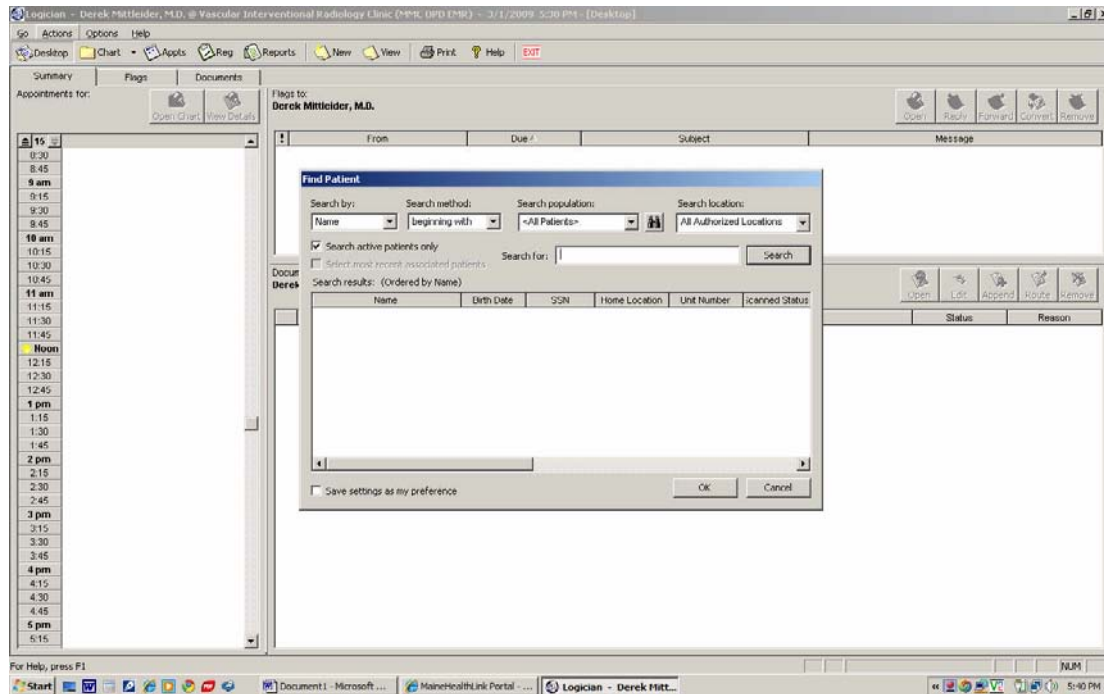 Logician - Derek Mittleider, M.D. @ Vascular Interventional Radiology Clinic (MMC OPD EMR) - 3/1/2009 5:30 PM - [Desktop]
Go Actions Options Help
Desktop Chart Appts Reg Reports New View Print Help EXIT
Summary Flags Documents
Appointments for:
Open Chart View Details
Flags to:
Derek Mittleider, M.D.
Open Reply Forward Convert Remove
! From Due Subject Message
15
8:30
8:45
9 am
9:15
9:30
9:45
10 am
10:15
10:30
10:45
11 am
11:15
11:30
11:45
Noon
12:15
12:30
12:45
1 pm
1:15
1:30
1:45
2 pm
2:15
2:30
2:45
3 pm
3:15
3:30
3:45
4 pm
4:15
4:30
4:45
5 pm
5:15
Find Patient
Search by: Search method: Search population: Search location:
Name beginning with <All Patients> All Authorized Locations
Search active patients only
Select most recent associated patients
Search for: Search
Search results: (Ordered by Name)
Name Birth Date SSN Home Location Unit Number Scanned Status
Save settings as my preference
OK Cancel
Docum
Derek
Open Edit Append Route Remove
Status Reason
For Help, press F1
NUM
Start Document1 - Microsoft ... MaineHealthLink Portal - ... Logician - Derek Mitt... 5:40 PM